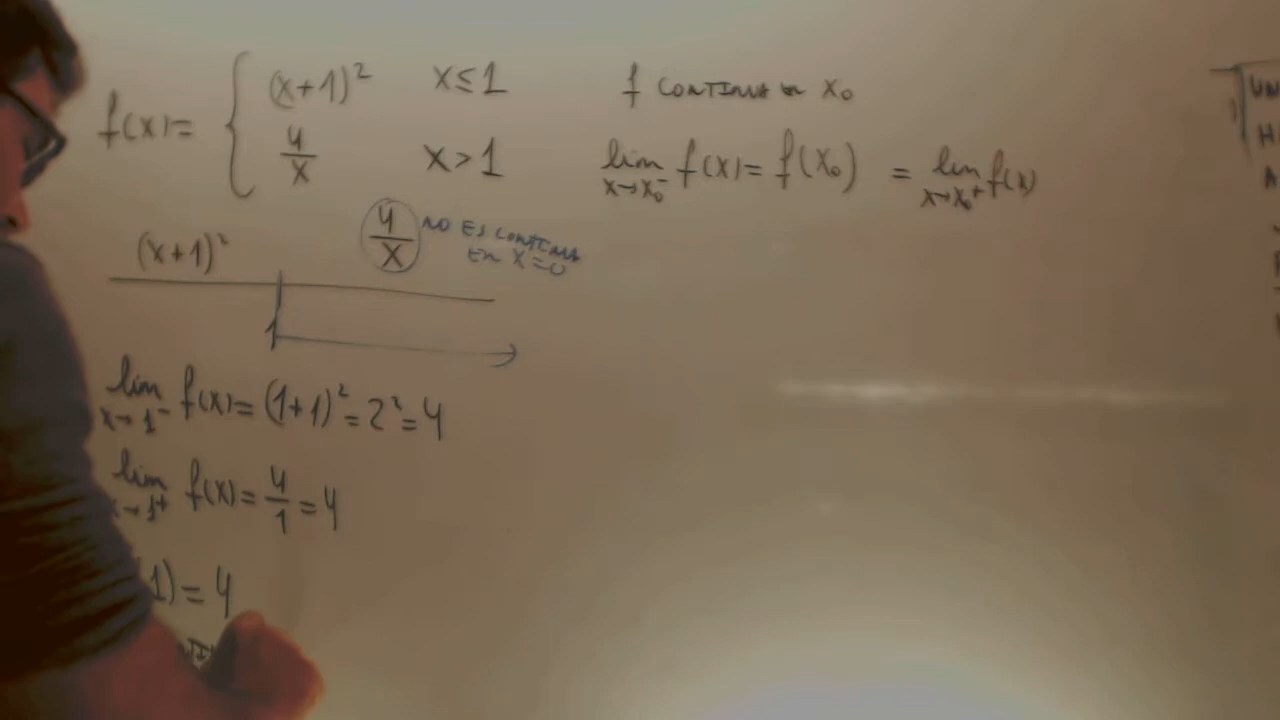 f(x)= { (x+1)² x≤1
4/x x>1
f CONTINUA EN x₀
lim x→x₀⁻ f(x)= f(x₀) = lim x→x₀⁺ f(x)
(x+1)²
4/x NO ES CONTINUA
EN x=0
1
lim x→1⁻ f(x)= (1+1)²=2²=4
lim x→1⁺ f(x)= 4/1 =4
1)=4
UN
H
A